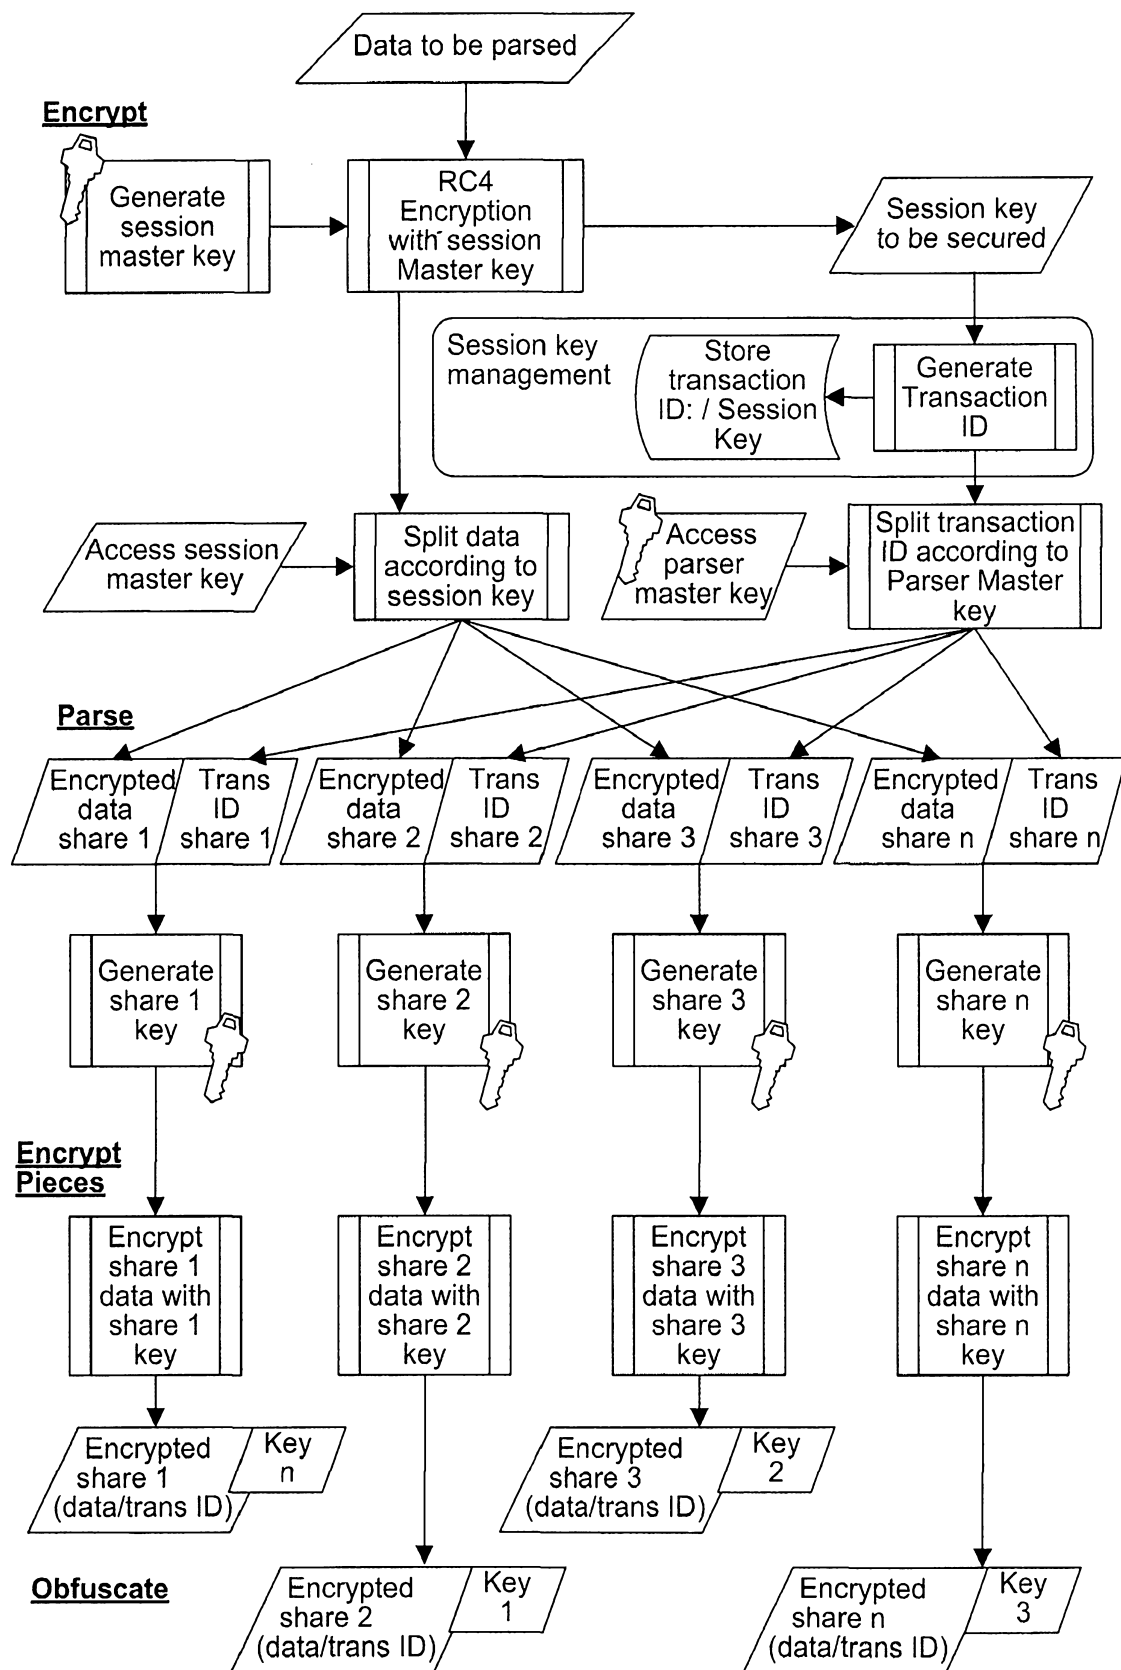 Data to be parsed
Encrypt
Generate
session
master key
RC4
Encryption
with session
Master key
Session key
to be secured
Session key
management
Store
transaction
ID: / Session
Key
Generate
Transaction
ID
Access session
master key
Split data
according to
session key
Access
parser
master key
Split transaction
ID according to
Parser Master
key
Parse
Encrypted
data
share 1
Trans
ID
share 1
Encrypted
data
share 2
Trans
ID
share 2
Encrypted
data
share 3
Trans
ID
share 3
Encrypted
data
share n
Trans
ID
share n
Generate
share 1
key
Generate
share 2
key
Generate
share 3
key
Generate
share n
key
Encrypt
Pieces
Encrypt
share 1
data with
share 1
key
Encrypt
share 2
data with
share 2
key
Encrypt
share 3
data with
share 3
key
Encrypt
share n
data with
share n
key
Encrypted
share 1
(data/trans ID)
Key
n
Encrypted
share 3
(data/trans ID)
Key
2
Obfuscate
Encrypted
share 2
(data/trans ID)
Key
1
Encrypted
share n
(data/trans ID)
Key
3